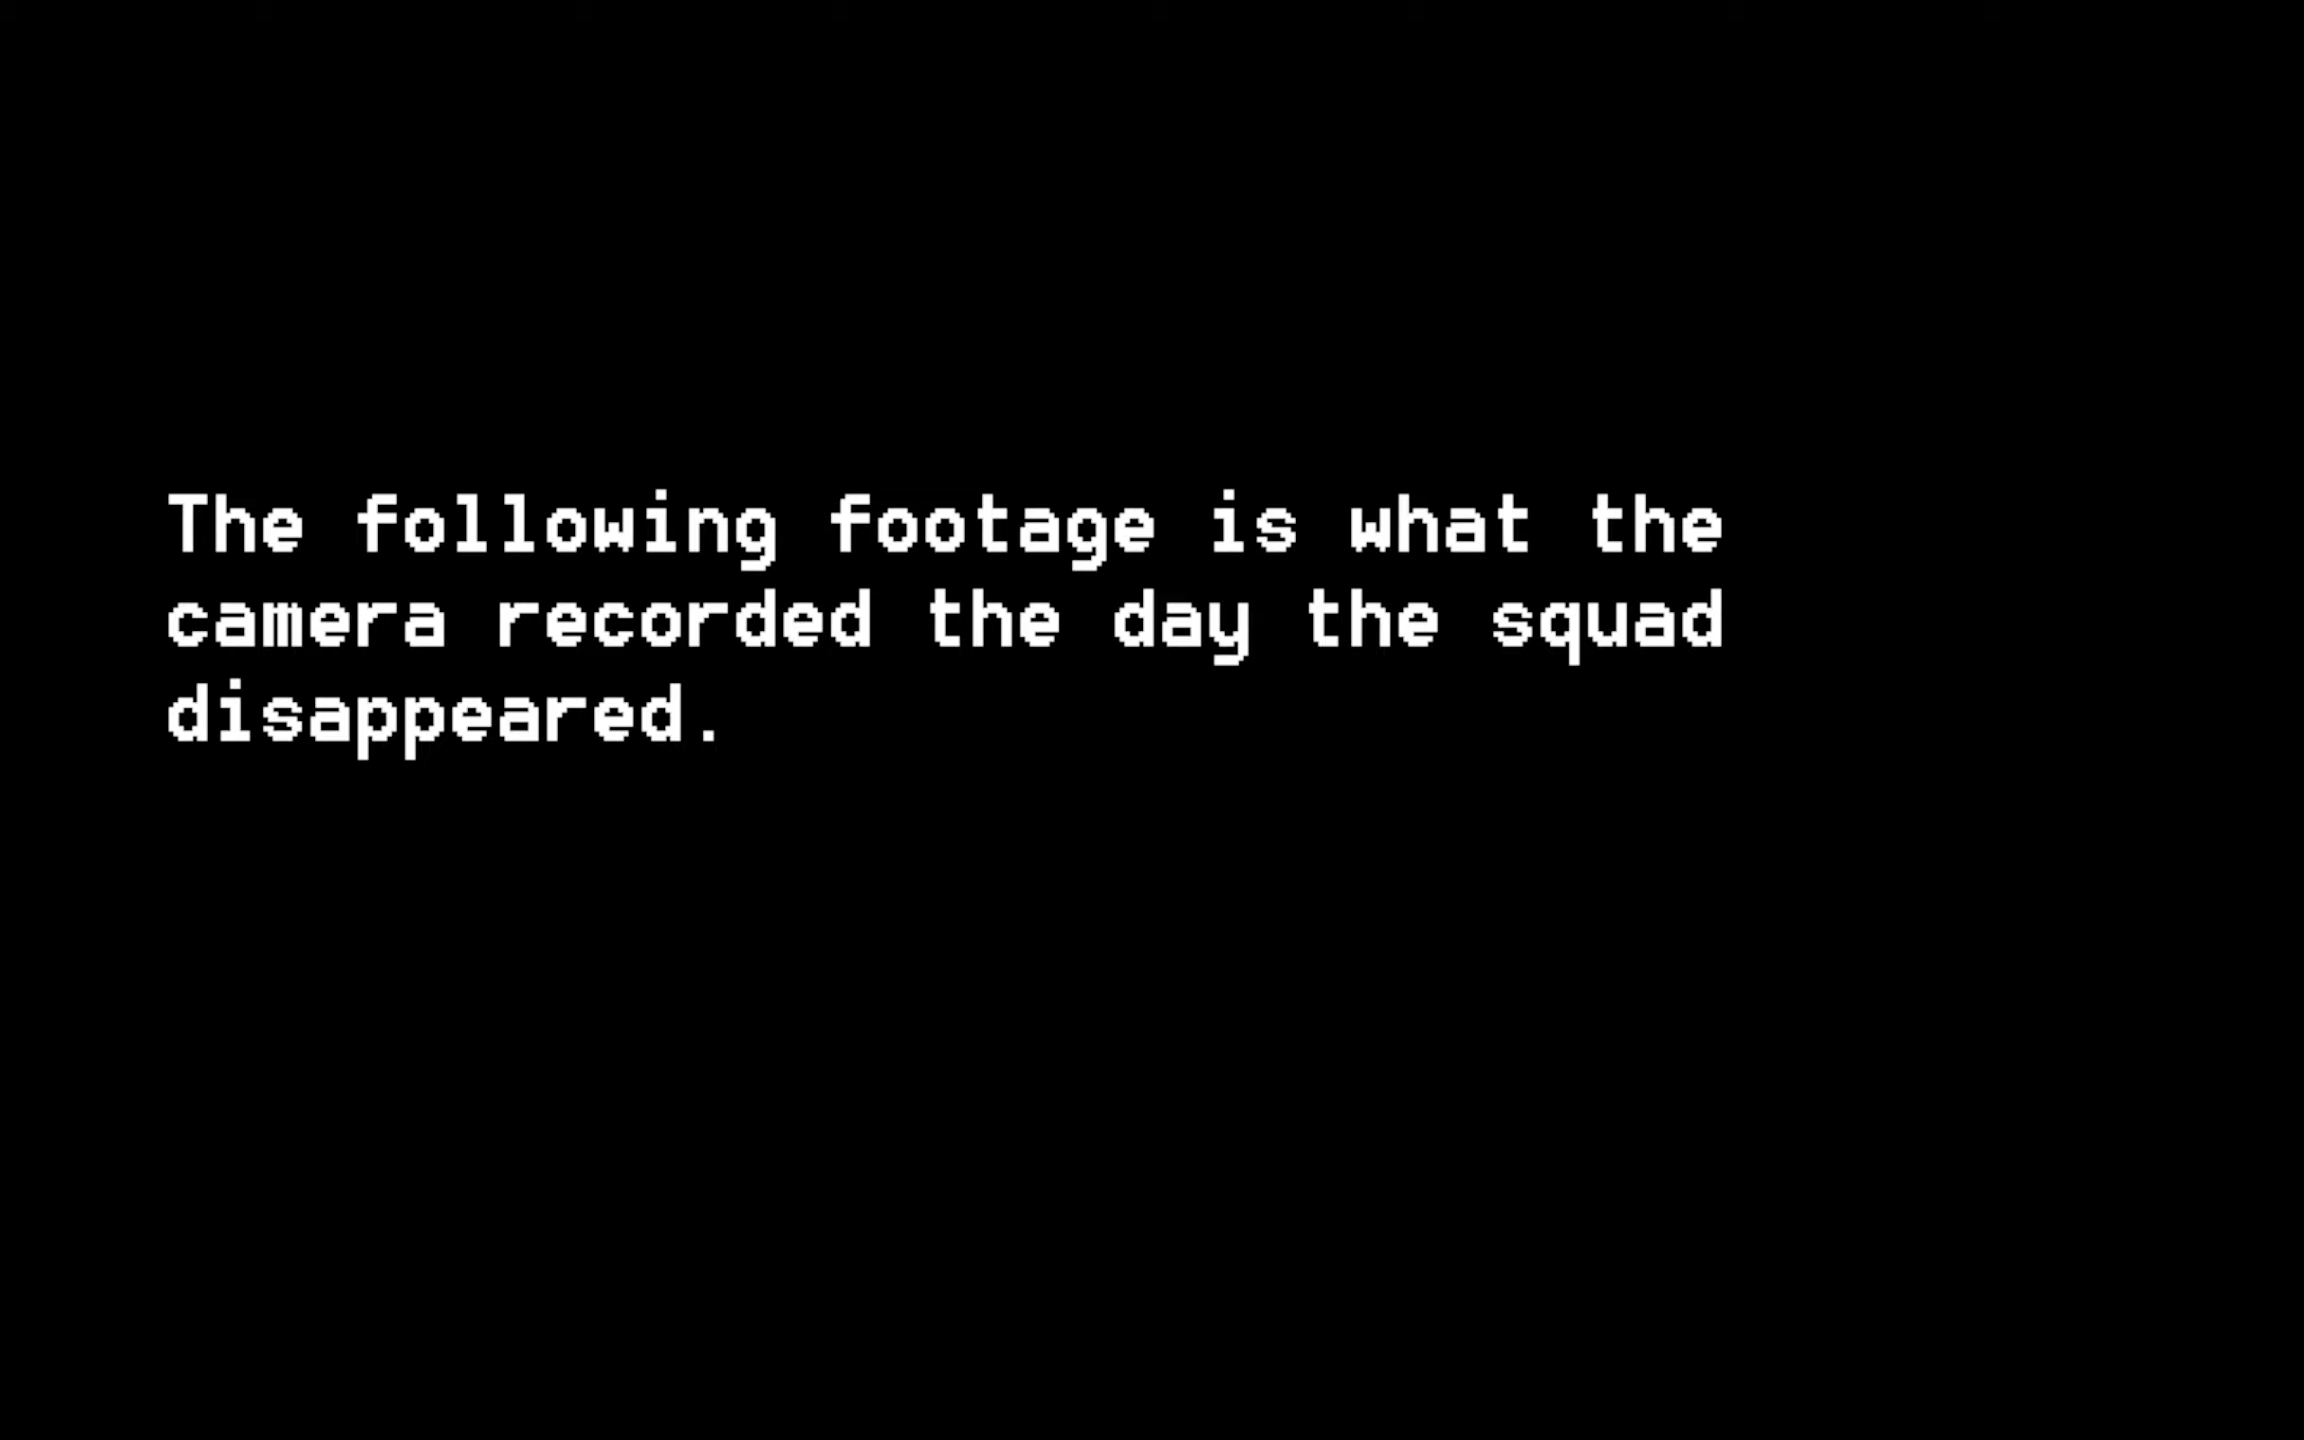 The following footage is what the
camera recorded the day the squad
disappeared.